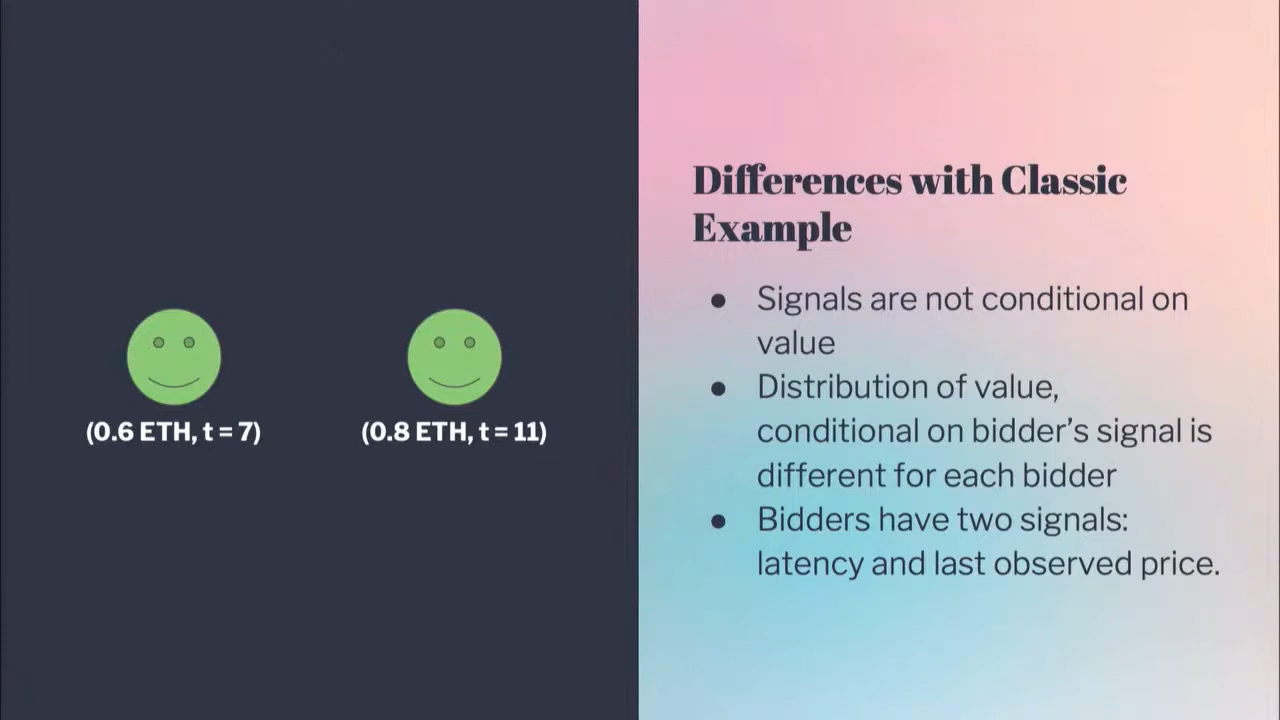 (0.6 ETH, t = 7)
(0.8 ETH, t = 11)
Differences with Classic
Example
● Signals are not conditional on
value
● Distribution of value,
conditional on bidder’s signal is
different for each bidder
● Bidders have two signals:
latency and last observed price.